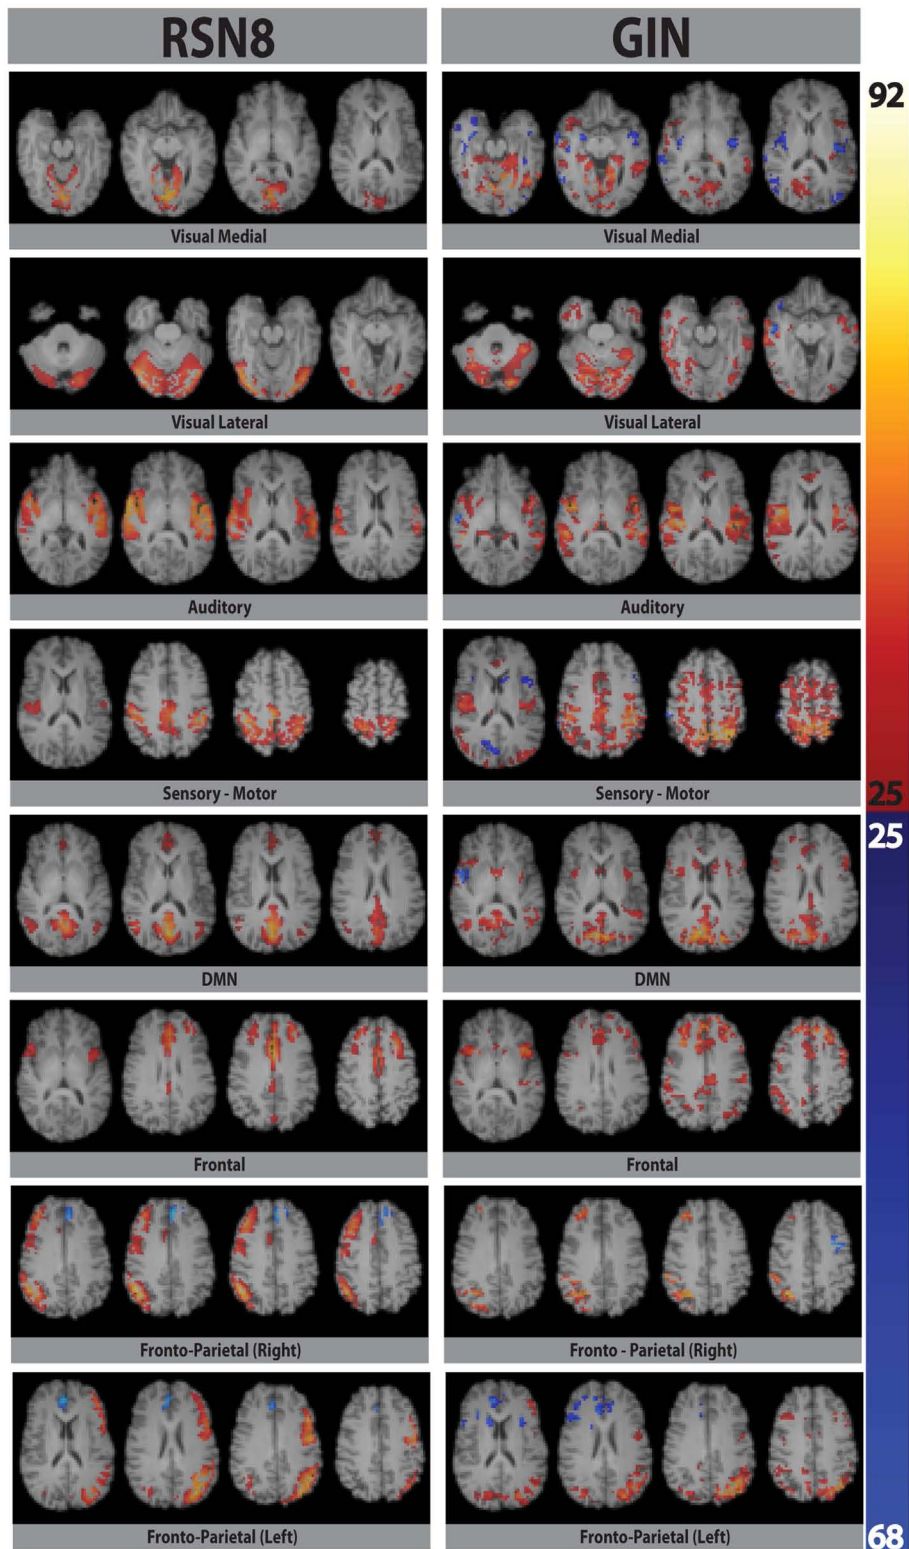 RSN8 GIN
92
Visual Medial Visual Medial
Visual Lateral Visual Lateral
Auditory Auditory
Sensory - Motor Sensory - Motor
25
25
DMN DMN
Frontal Frontal
Fronto-Parietal (Right) Fronto - Parietal (Right)
Fronto-Parietal (Left) Fronto-Parietal (Left)
68